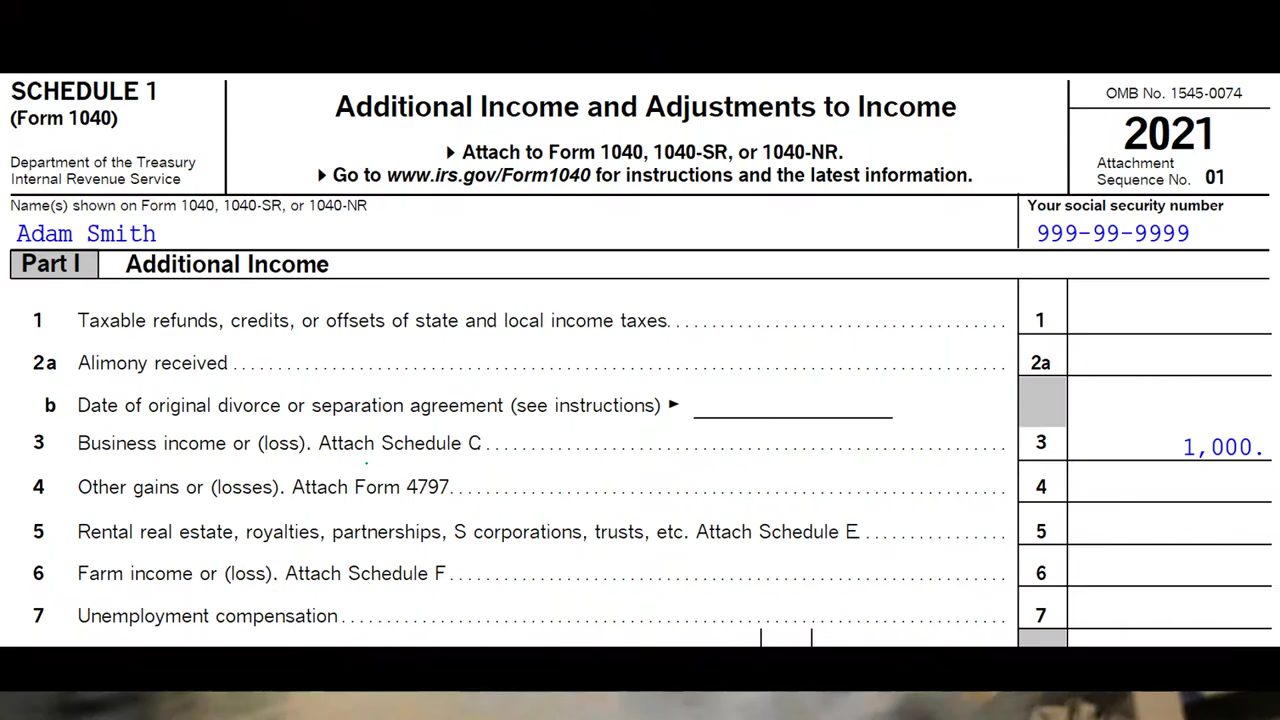 SCHEDULE 1
(Form 1040)
Department of the Treasury
Internal Revenue Service
Additional Income and Adjustments to Income
▶ Attach to Form 1040, 1040-SR, or 1040-NR.
▶ Go to www.irs.gov/Form1040 for instructions and the latest information.
OMB No. 1545-0074
2021
Attachment
Sequence No. 01
Name(s) shown on Form 1040, 1040-SR, or 1040-NR
Adam Smith
Your social security number
999-99-9999
Part I Additional Income
1 Taxable refunds, credits, or offsets of state and local income taxes. 1
2a Alimony received 2a
b Date of original divorce or separation agreement (see instructions) ▶
3 Business income or (loss). Attach Schedule C 3 1,000.
4 Other gains or (losses). Attach Form 4797 4
5 Rental real estate, royalties, partnerships, S corporations, trusts, etc. Attach Schedule E 5
6 Farm income or (loss). Attach Schedule F 6
7 Unemployment compensation 7